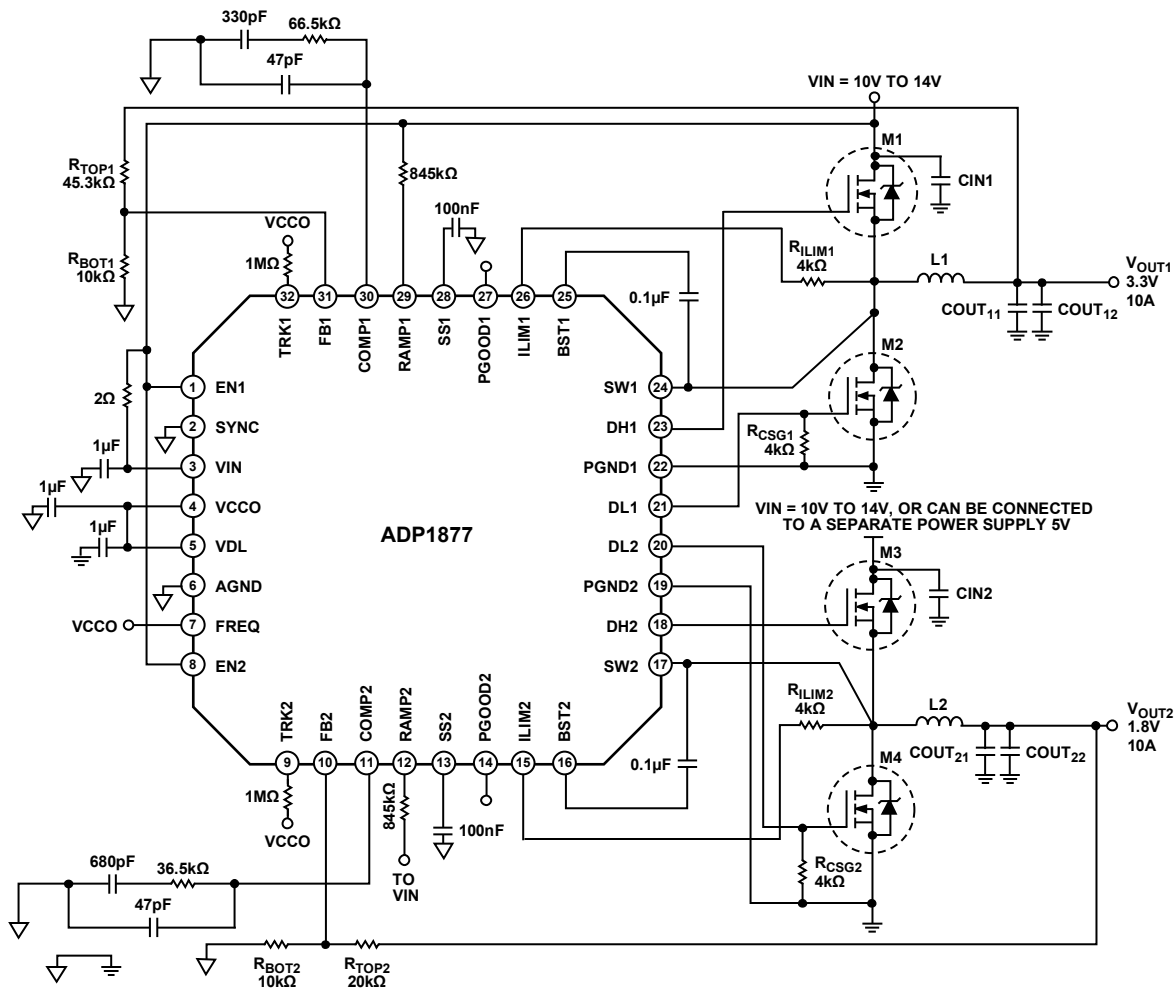 330pF
66.5kΩ
47pF
VIN = 10V TO 14V
M1
CIN1
RTOP1
45.3kΩ
845kΩ
VCCO
100nF
RBOT1
10kΩ
1MΩ
RILIM1
4kΩ
L1
VOUT1
3.3V
10A
0.1µF
COUT11
COUT12
32
31
30
29
28
27
26
25
TRK1
FB1
COMP1
RAMP1
SS1
PGOOD1
ILIM1
BST1
M2
2Ω
1 EN1
SW1 24
2 SYNC
DH1 23
RCSG1
4kΩ
1µF
3 VIN
PGND1 22
1µF
4 VCCO
DL1 21
VIN = 10V TO 14V, OR CAN BE CONNECTED
TO A SEPARATE POWER SUPPLY 5V
ADP1877
1µF
5 VDL
DL2 20
M3
6 AGND
PGND2 19
CIN2
VCCO
7 FREQ
DH2 18
8 EN2
SW2 17
RILIM2
4kΩ
L2
VOUT2
1.8V
10A
TRK2
FB2
COMP2
RAMP2
SS2
PGOOD2
ILIM2
BST2
9
10
11
12
13
14
15
16
0.1µF
M4
COUT21
COUT22
1MΩ
845kΩ
VCCO
100nF
680pF
36.5kΩ
TO
VIN
RCSG2
4kΩ
47pF
RBOT2
10kΩ
RTOP2
20kΩ